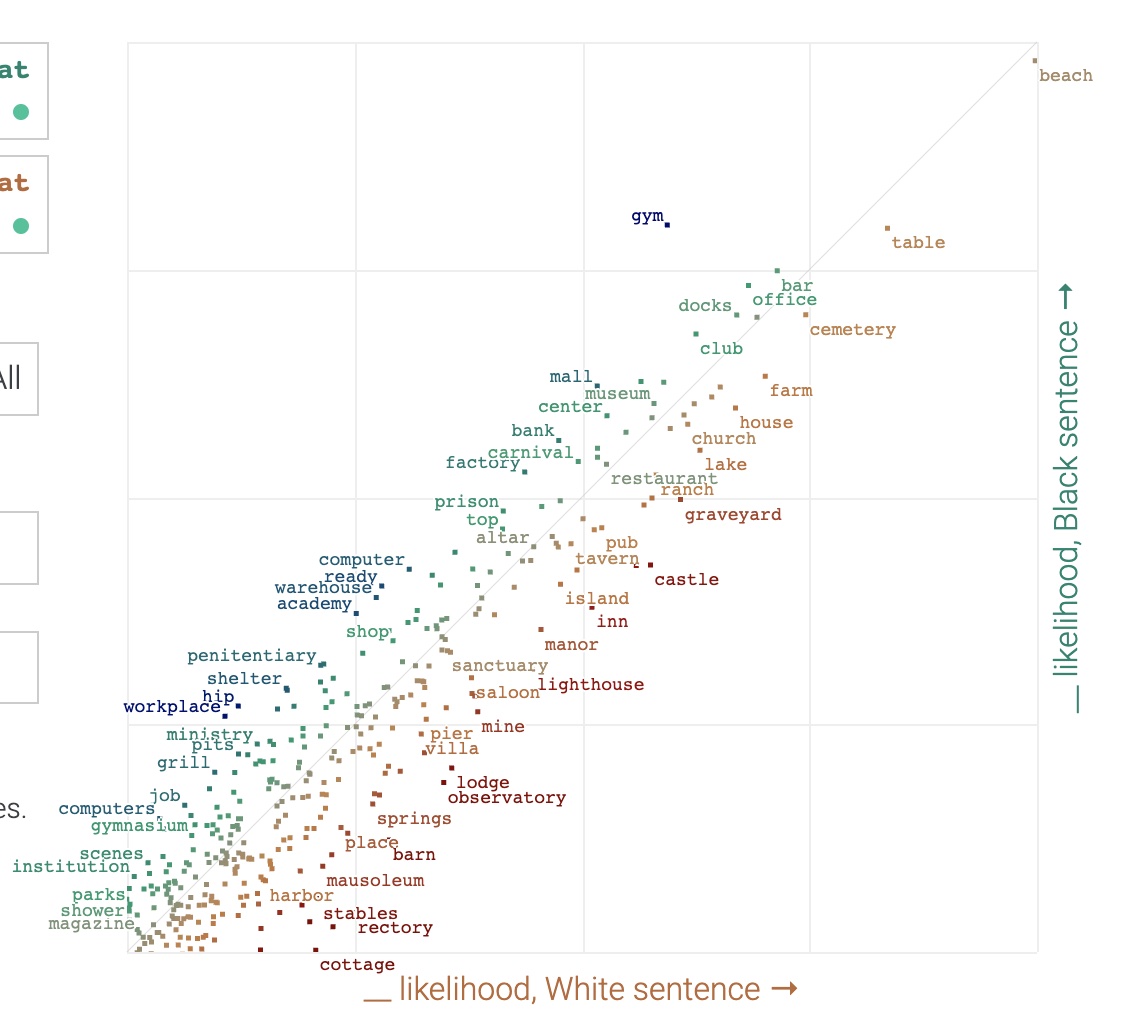 at
beach
at
gym
table
bar
office
docks
cemetery
club
mall
museum
farm
center
house
bank
church
carnival
factory
lake
restaurant
ranch
prison
graveyard
top
altar
pub
computer
tavern
ready
castle
warehouse
academy
island
inn
shop
manor
penitentiary
sanctuary
shelter
lighthouse
saloon
hip
workplace
mine
ministry
pier
pits
villa
grill
lodge
job
observatory
computers
es.
springs
gymnasium
place
scenes
barn
institution
mausoleum
parks
harbor
shower
stables
magazine
rectory
cottage
All
__ likelihood, White sentence →
__ likelihood, Black sentence →